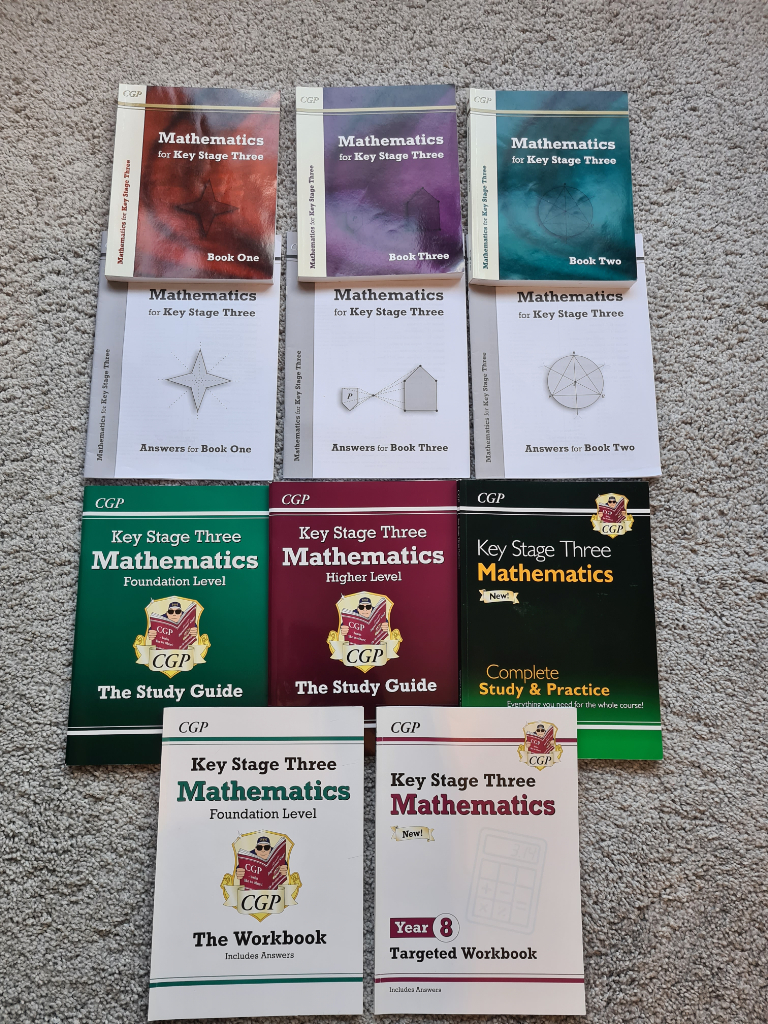 CGP
Mathematics
for Key Stage Three
Mathematics for Key Stage Three
Book One
CGP
Mathematics
for Key Stage Three
Mathematics for Key Stage Three
Book Three
CGP
Mathematics
for Key Stage Three
Mathematics for Key Stage Three
Book Two
Mathematics
for Key Stage Three
Mathematics for Key Stage Three
Answers for Book One
Mathematics
for Key Stage Three
Mathematics for Key Stage Three
P
Answers for Book Three
Mathematics
for Key Stage Three
Mathematics for Key Stage Three
Answers for Book Two
CGP
Key Stage Three
Mathematics
Foundation Level
CGP
CGP
The Study Guide
CGP
Key Stage Three
Mathematics
Higher Level
CGP
CGP
The Study Guide
CGP
CGP
Key Stage Three
Mathematics
New!
Complete
Study & Practice
Everything you need for the whole course!
CGP
Key Stage Three
Mathematics
Foundation Level
CGP
CGP
The Workbook
Includes Answers
CGP
CGP
Key Stage Three
Mathematics
New!
Year 8
Targeted Workbook
Includes Answers